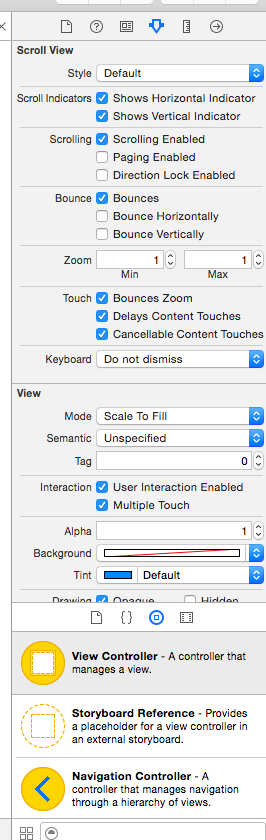 Scroll View
Style Default
Scroll Indicators Shows Horizontal Indicator
Shows Vertical Indicator
Scrolling Scrolling Enabled
Paging Enabled
Direction Lock Enabled
Bounce Bounces
Bounce Horizontally
Bounce Vertically
Zoom 1 1
Min Max
Touch Bounces Zoom
Delays Content Touches
Cancellable Content Touches
Keyboard Do not dismiss
View
Mode Scale To Fill
Semantic Unspecified
Tag 0
Interaction User Interaction Enabled
Multiple Touch
Alpha 1
Background
Tint Default
Drawing Opaque Hidden
{}
View Controller - A controller that
manages a view.
Storyboard Reference - Provides
a placeholder for a view controller in
an external storyboard.
Navigation Controller - A
controller that manages navigation
through a hierarchy of views.